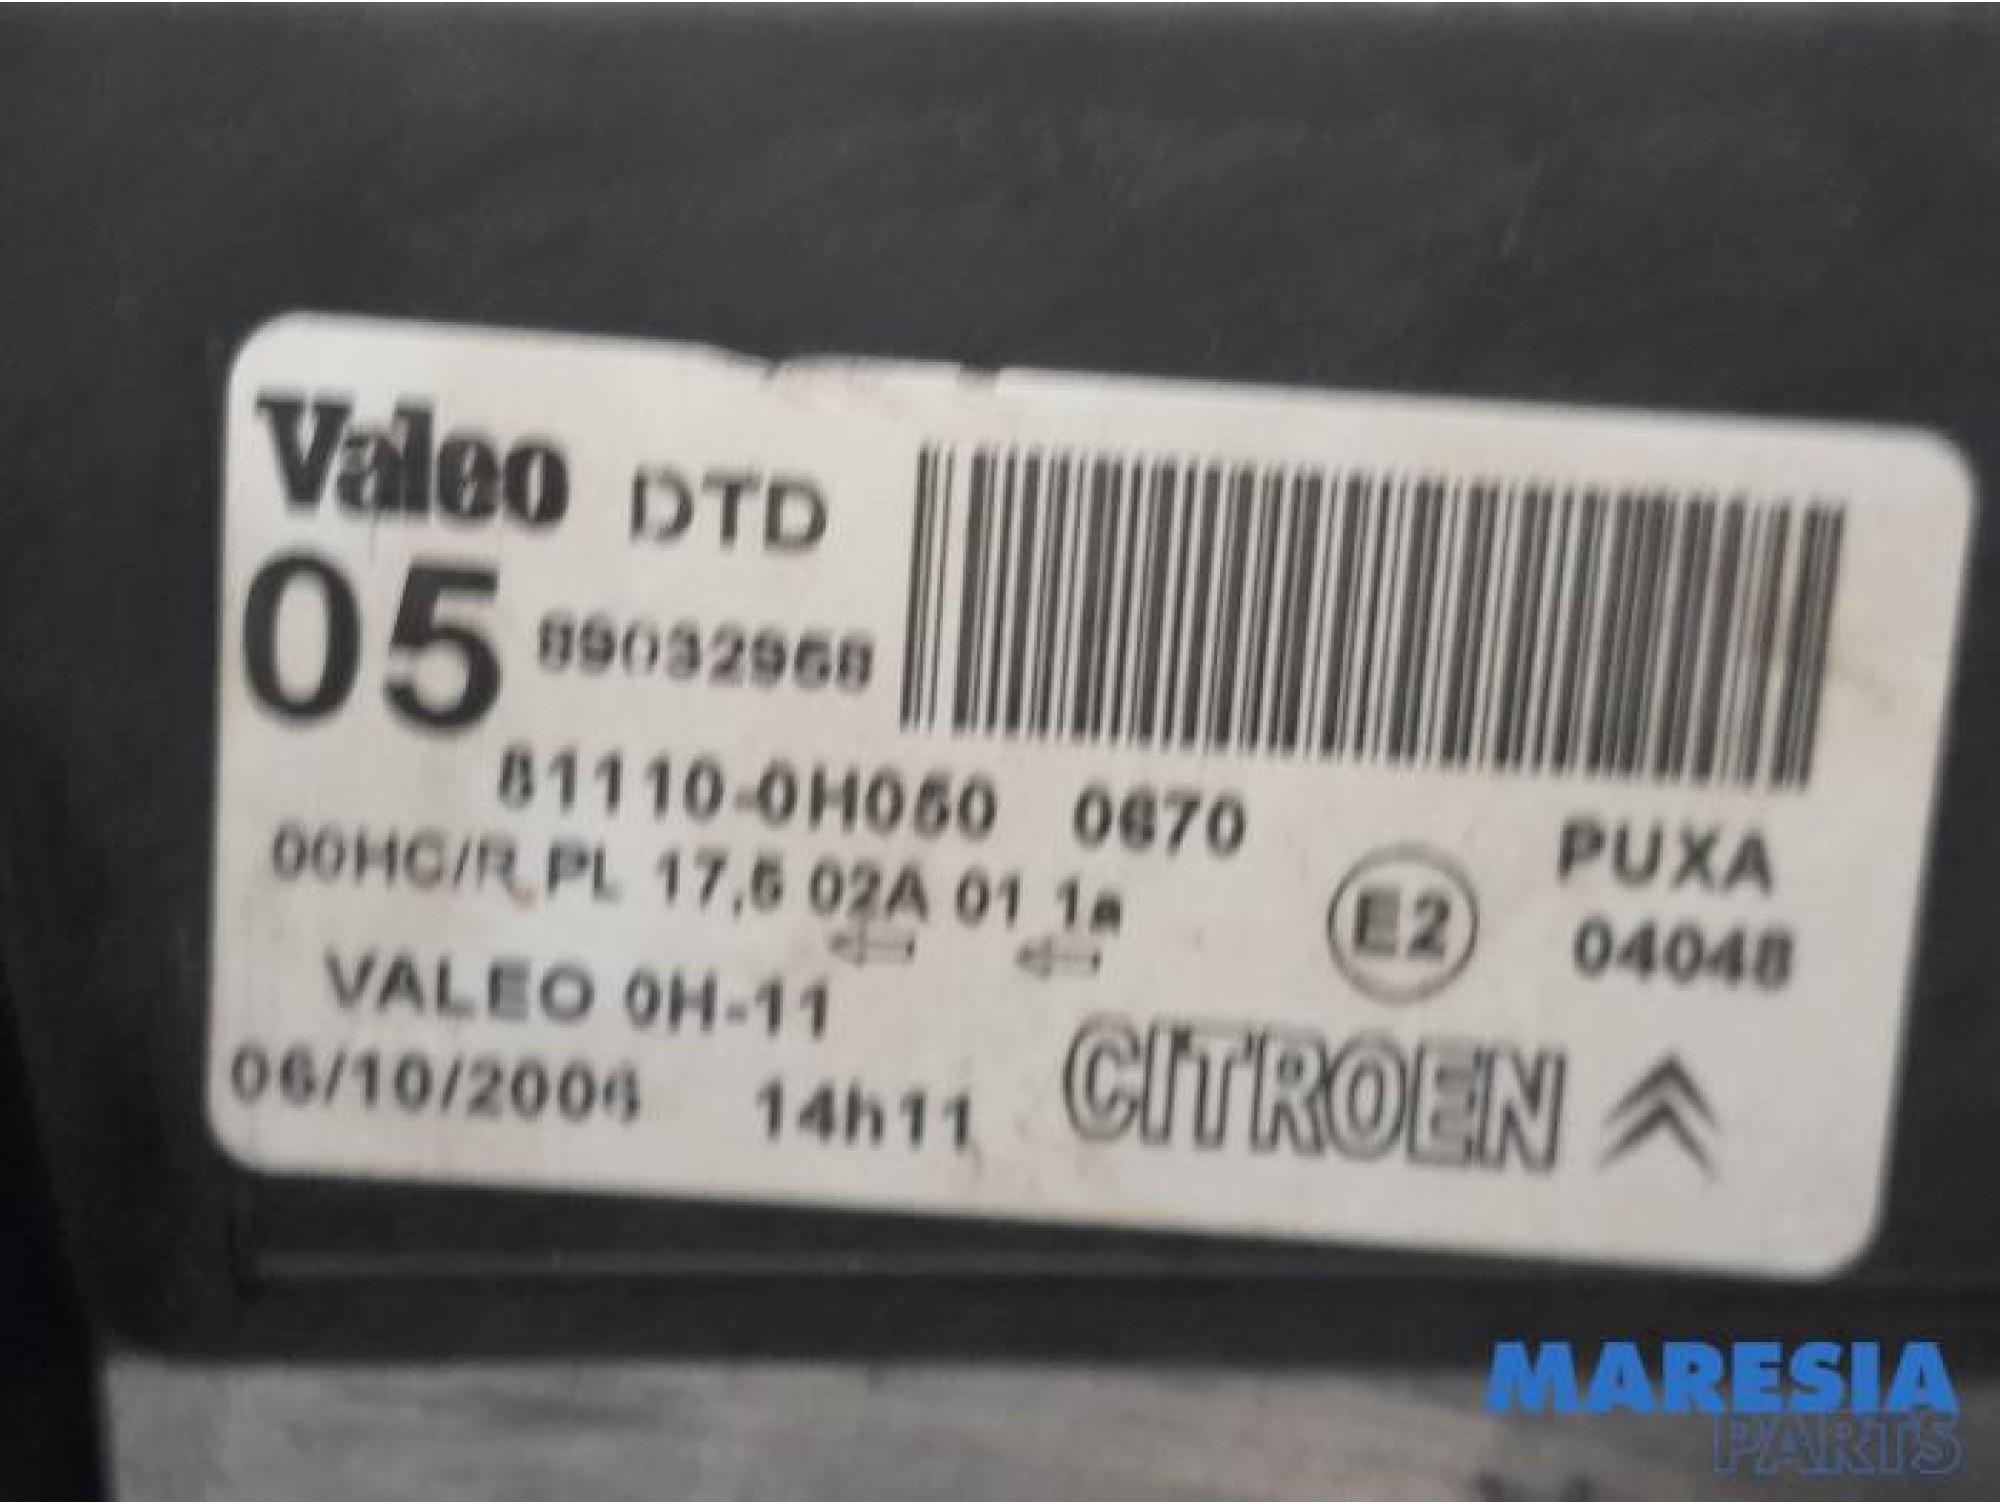 Valeo DTD
05 89032968
81110-0H050 0670 PUXA
00HC/R PL 17,5 02A 01 1a E2 04048
VALEO 0H-11
06/10/2006 14h11 CITROEN
MARESIA
PARTS